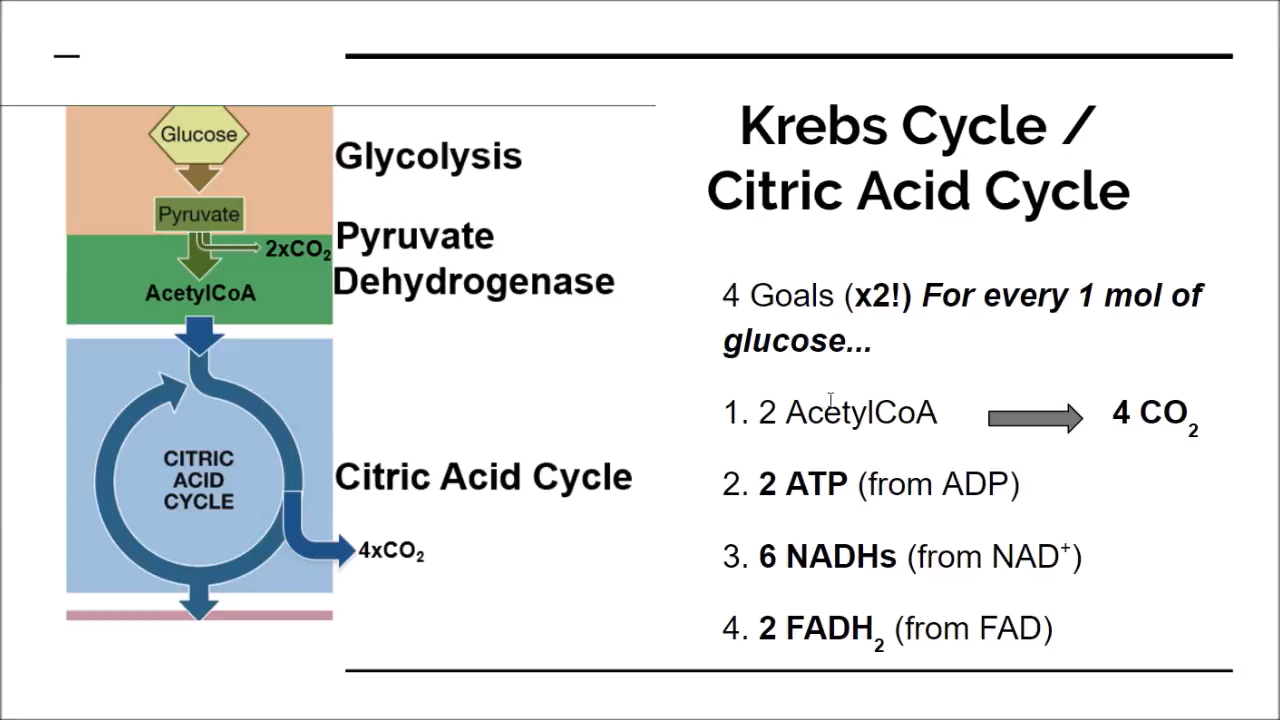 Krebs Cycle /
Citric Acid Cycle
Glucose
Glycolysis
Pyruvate
2xCO₂
Pyruvate
Dehydrogenase
AcetylCoA
CITRIC
ACID
CYCLE
Citric Acid Cycle
4xCO₂
4 Goals (x2!) For every 1 mol of
glucose...
1. 2 AcetylCoA 4 CO₂
2. 2 ATP (from ADP)
3. 6 NADHs (from NAD⁺)
4. 2 FADH₂ (from FAD)